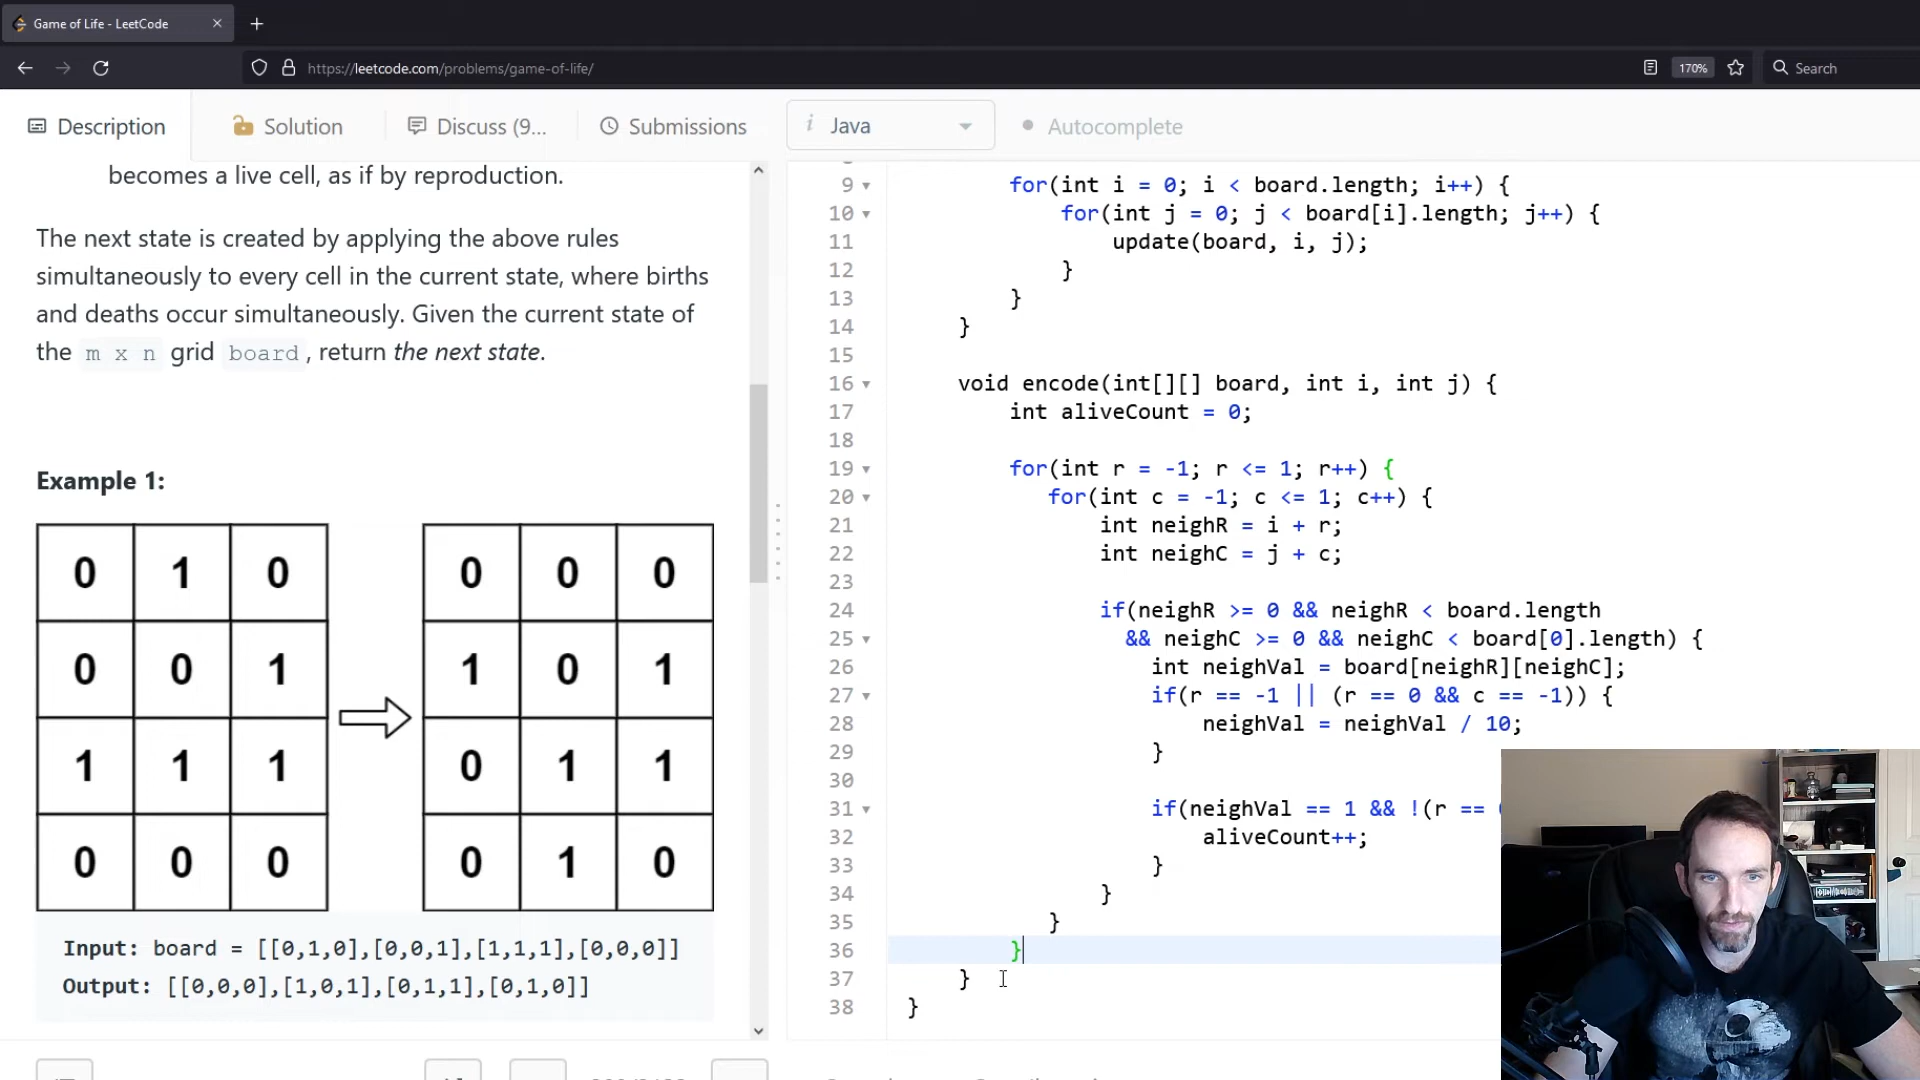 Game of Life - LeetCode
https://leetcode.com/problems/game-of-life/
170%
Search
Description
Solution
Discuss (9...
Submissions
i Java
Autocomplete
becomes a live cell, as if by reproduction.
The next state is created by applying the above rules
simultaneously to every cell in the current state, where births
and deaths occur simultaneously. Given the current state of
the m x n grid board, return the next state.
Example 1:
0 1 0
0 0 1
1 1 1
0 0 0
0 0 0
1 0 1
0 1 1
0 1 0
Input: board = [[0,1,0],[0,0,1],[1,1,1],[0,0,0]]
Output: [[0,0,0],[1,0,1],[0,1,1],[0,1,0]]
9 for(int i = 0; i < board.length; i++) {
10 for(int j = 0; j < board[i].length; j++) {
11 update(board, i, j);
12 }
13 }
14 }
15
16 void encode(int[][] board, int i, int j) {
17 int aliveCount = 0;
18
19 for(int r = -1; r <= 1; r++) {
20 for(int c = -1; c <= 1; c++) {
21 int neighR = i + r;
22 int neighC = j + c;
23
24 if(neighR >= 0 && neighR < board.length
25 && neighC >= 0 && neighC < board[0].length) {
26 int neighVal = board[neighR][neighC];
27 if(r == -1 || (r == 0 && c == -1)) {
28 neighVal = neighVal / 10;
29 }
30
31 if(neighVal == 1 && !(r ==
32 aliveCount++;
33 }
34 }
35 }
36 }
37 }
38 }